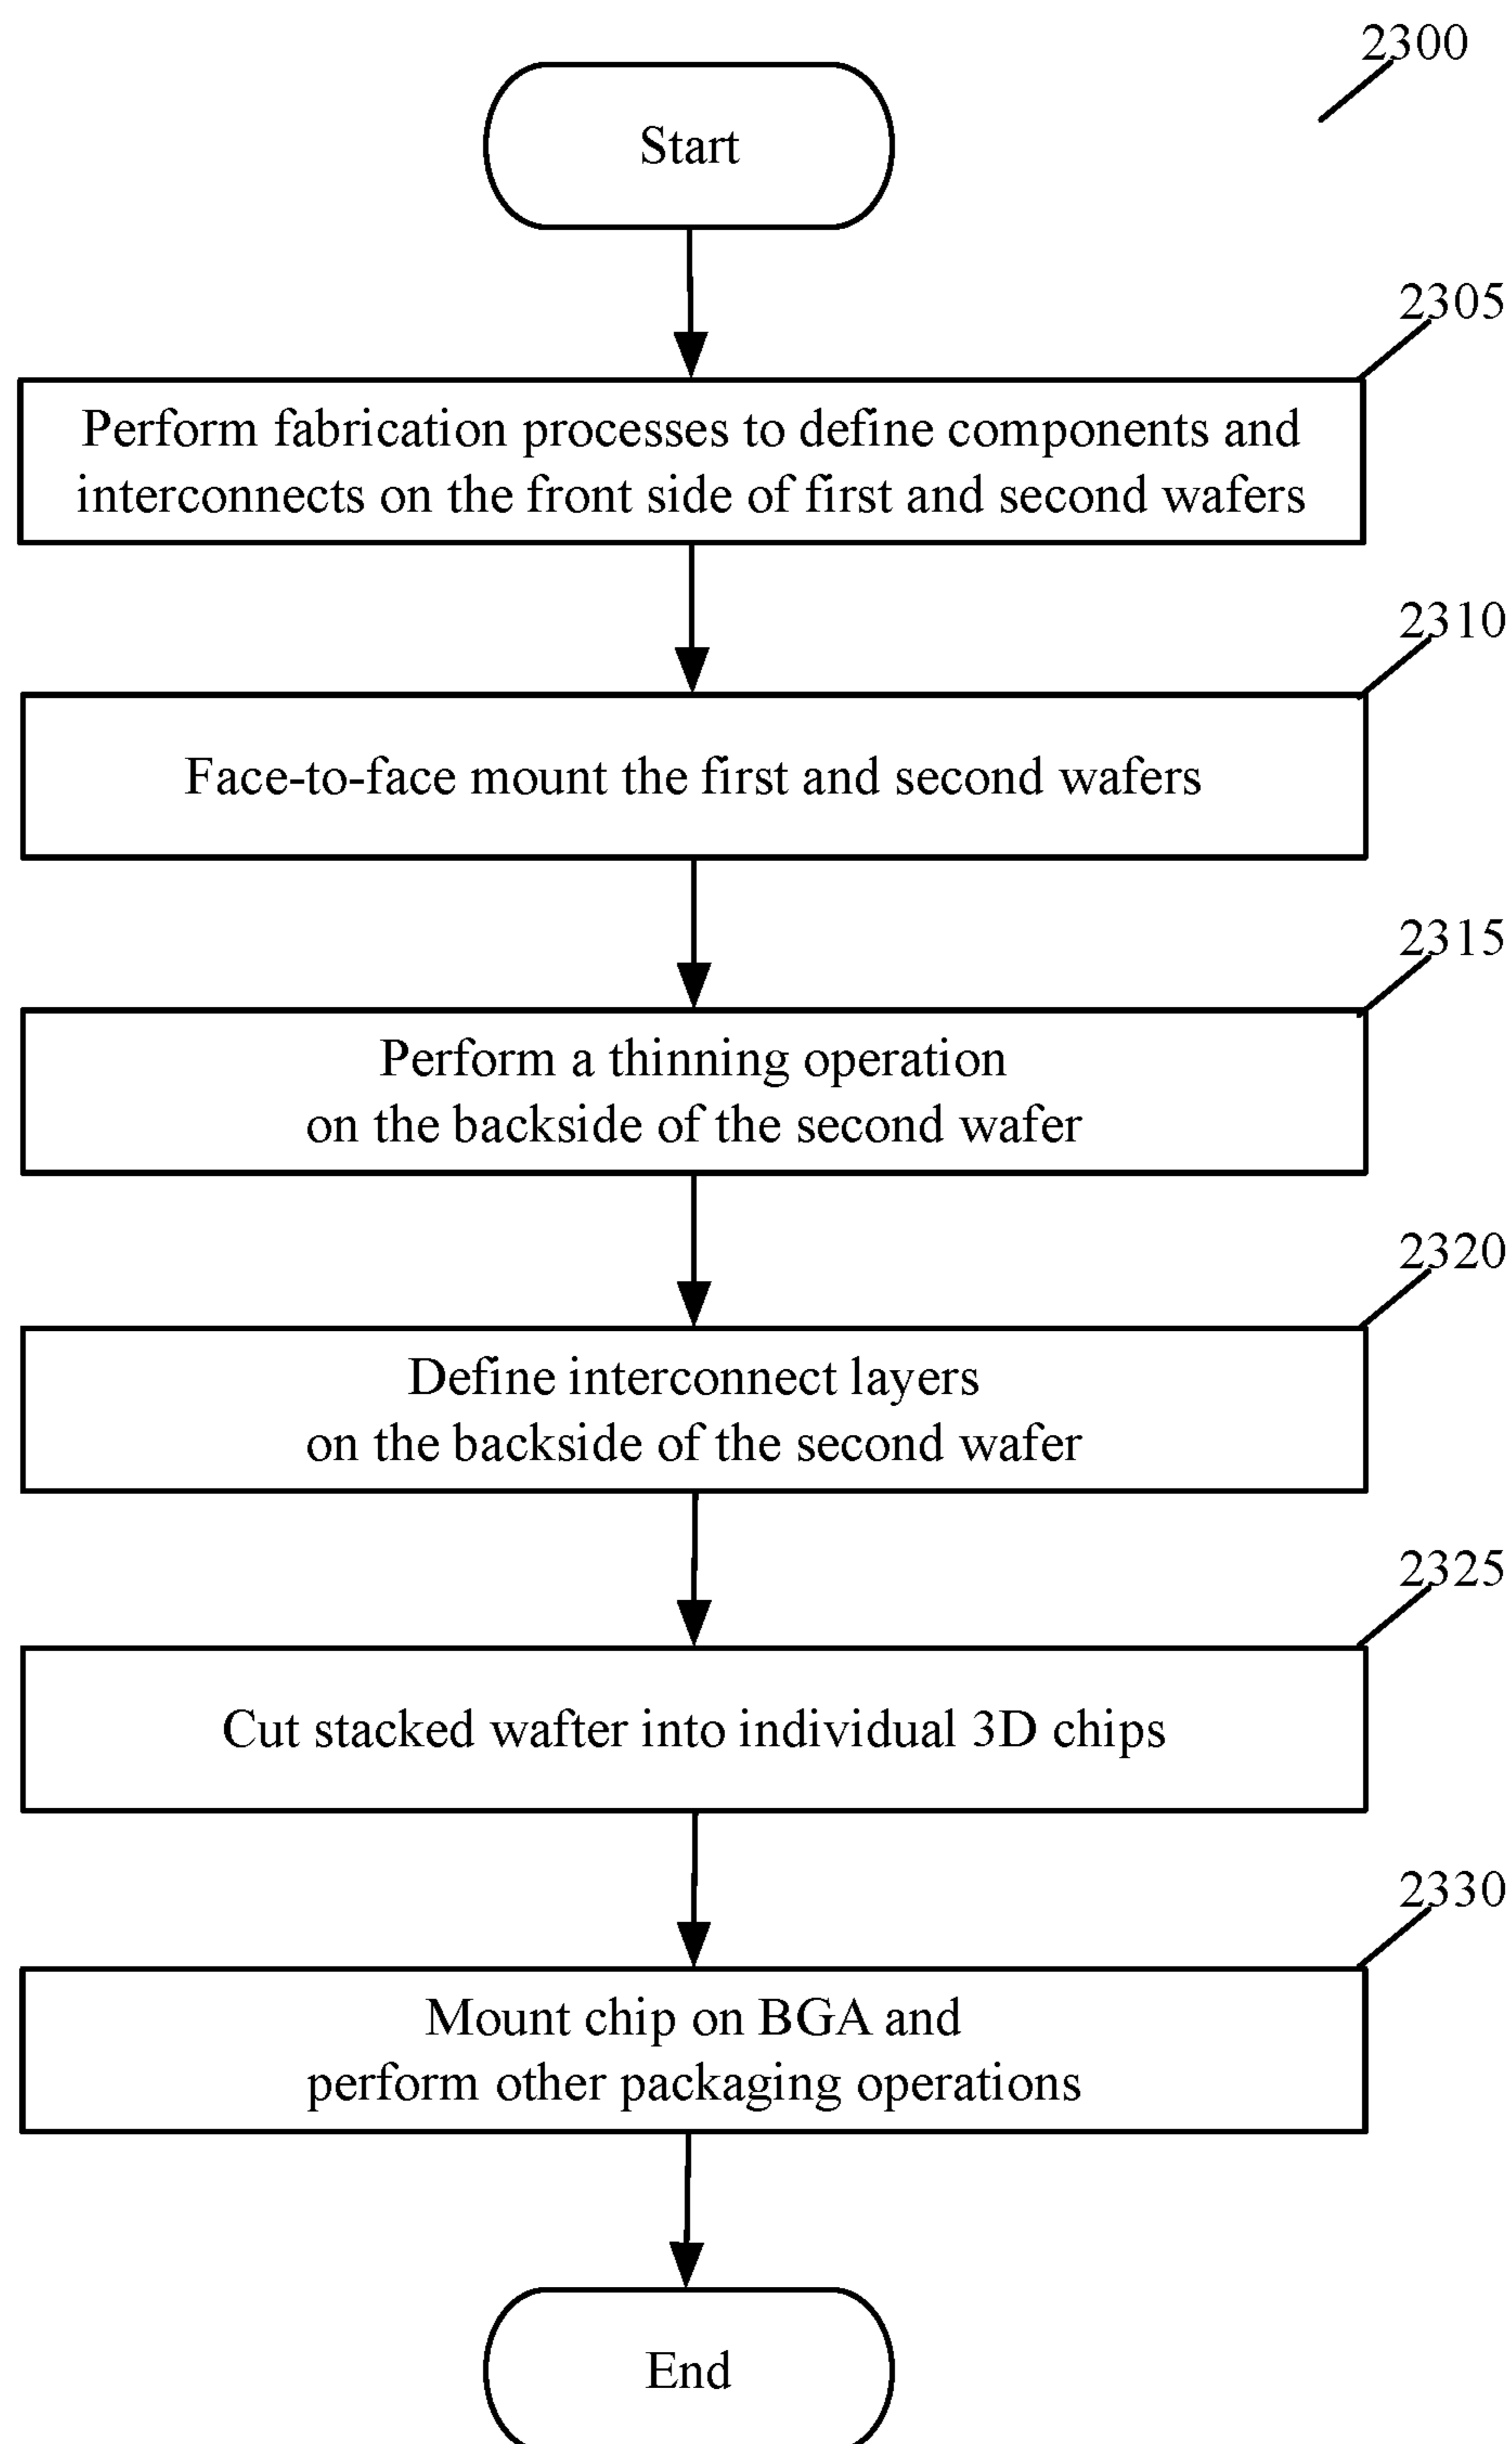 2300
Start
2305
Perform fabrication processes to define components and
interconnects on the front side of first and second wafers
2310
Face-to-face mount the first and second wafers
2315
Perform a thinning operation
on the backside of the second wafer
2320
Define interconnect layers
on the backside of the second wafer
2325
Cut stacked wafter into individual 3D chips
2330
Mount chip on BGA and
perform other packaging operations
End